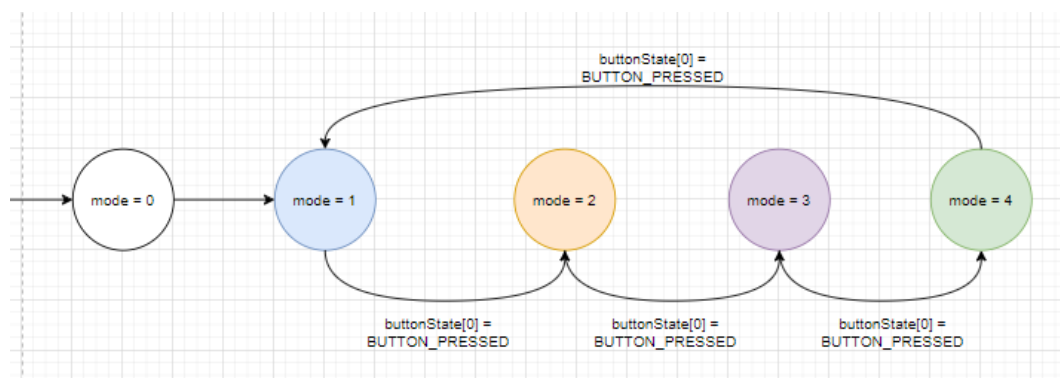 buttonState[0] =
BUTTON_PRESSED
mode = 0
mode = 1
mode = 2
mode = 3
mode = 4
buttonState[0] =
BUTTON_PRESSED
buttonState[0] =
BUTTON_PRESSED
buttonState[0] =
BUTTON_PRESSED